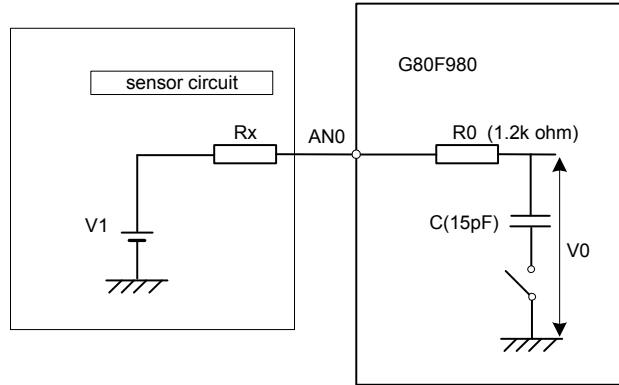 G80F980
sensor circuit
Rx
AN0
R0 (1.2k ohm)
V1
C(15pF)
V0